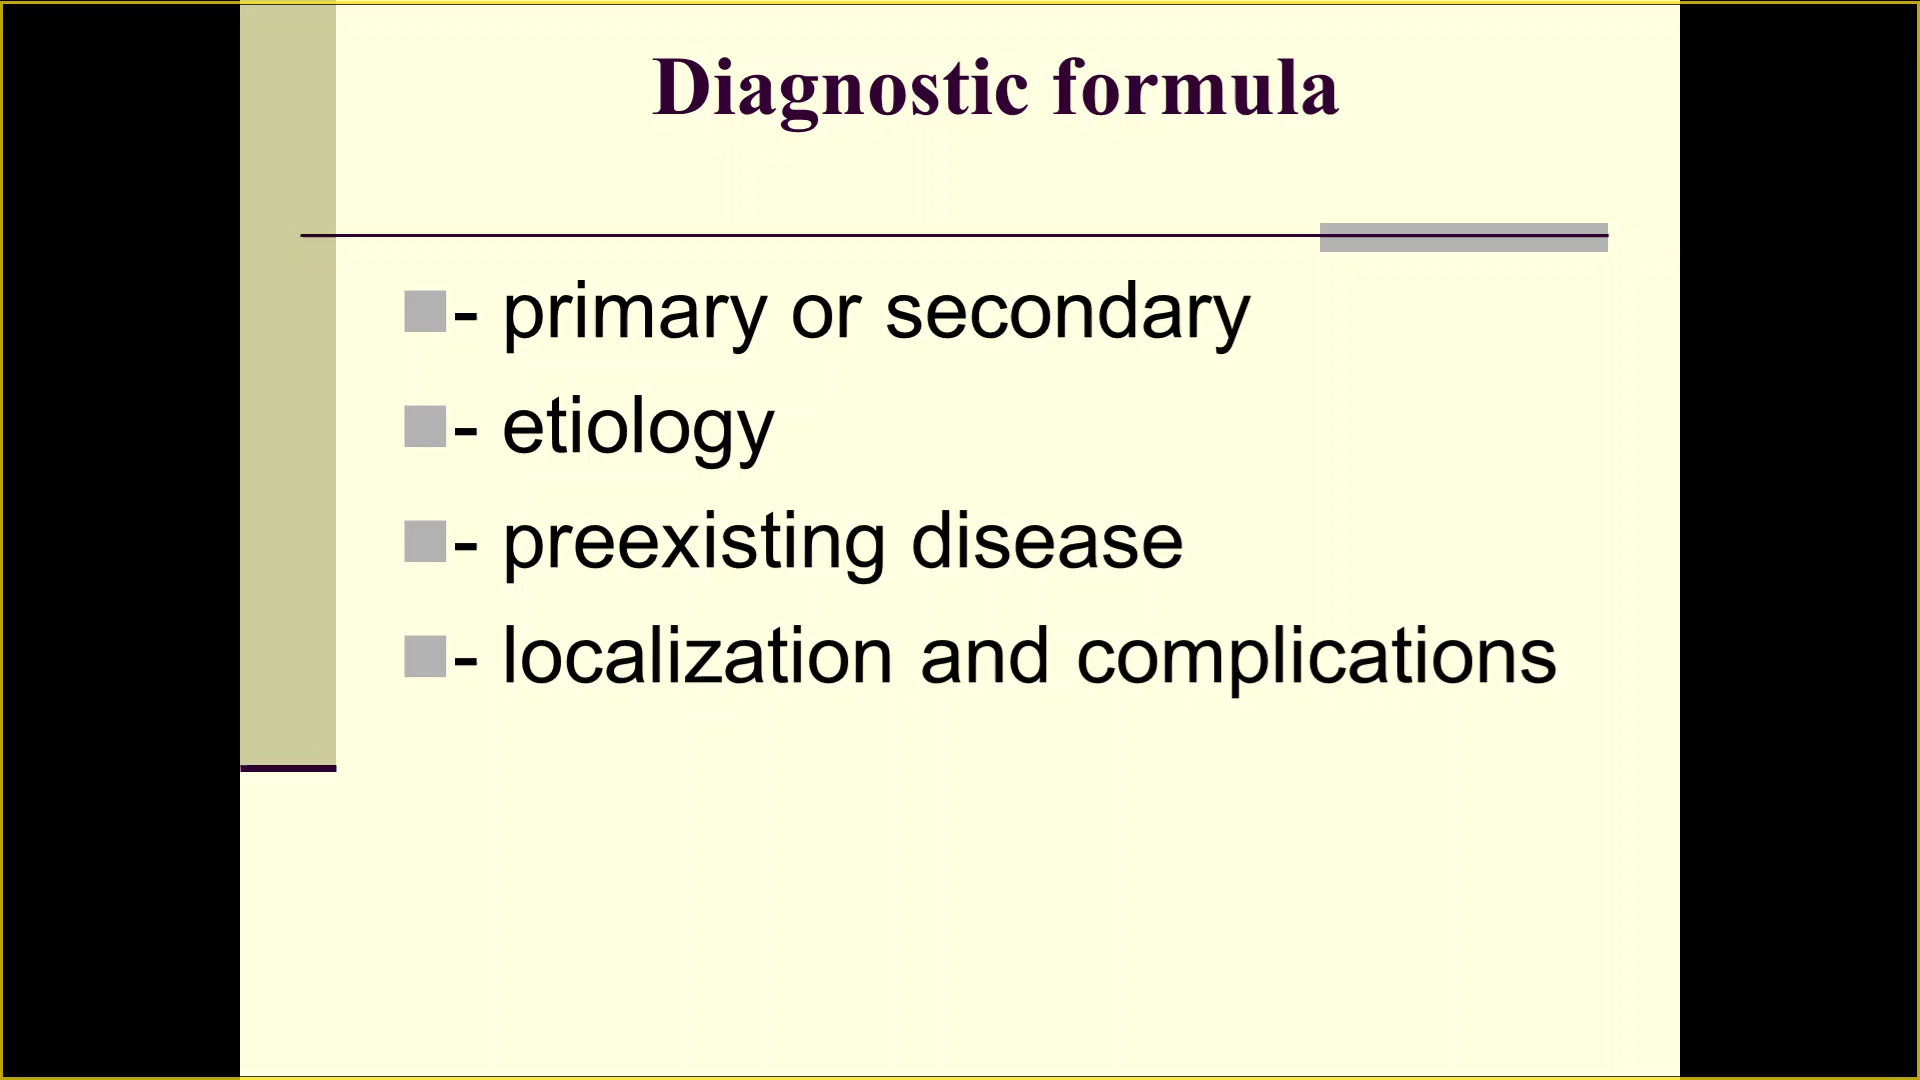 Diagnostic formula
- primary or secondary
- etiology
- preexisting disease
- localization and complications